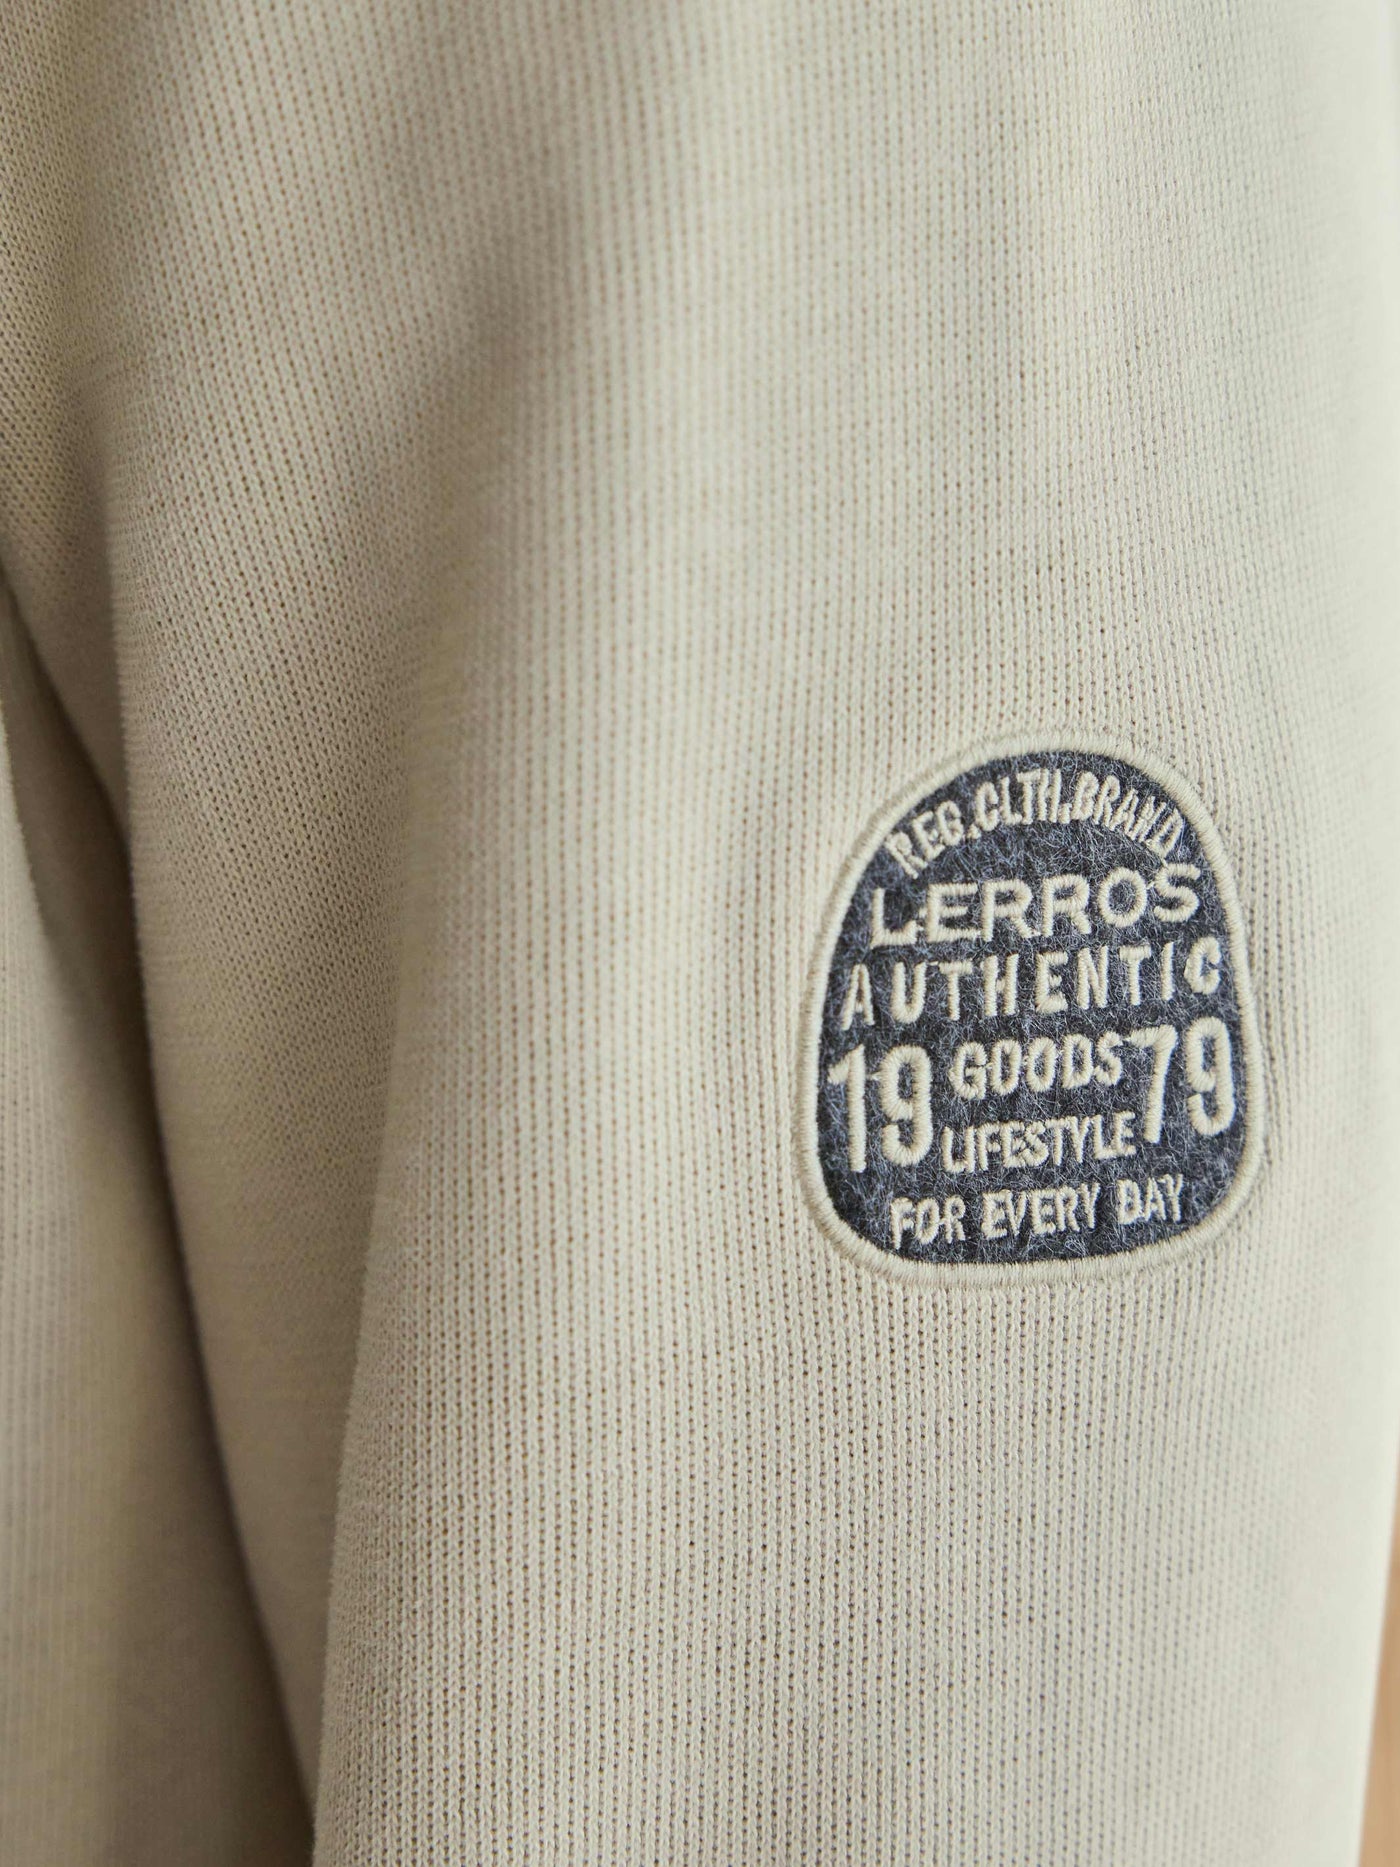 REG. CLTH. BRAND
LERROS
AUTHENTIC
19 GOODS 79
LIFESTYLE
FOR EVERY DAY